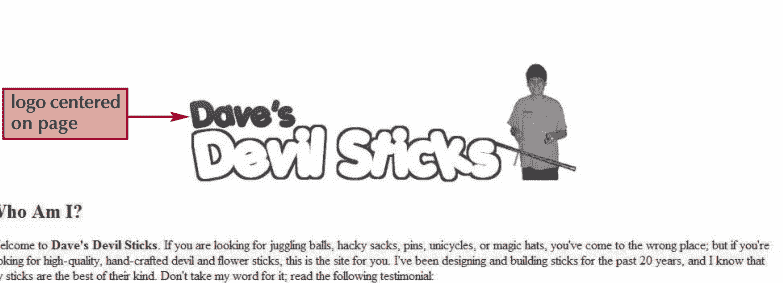 logo centered
on page
Dave's
Devil Sticks
Who Am I?
elcome to Dave's Devil Sticks. If you are looking for juggling balls, hacky sacks, pins, unicycles, or magic hats, you've come to the wrong place; but if you're
oking for high-quality, hand-crafted devil and flower sticks, this is the site for you. I've been designing and building sticks for the past 20 years, and I know that
y sticks are the best of their kind. Don't take my word for it; read the following testimonial: